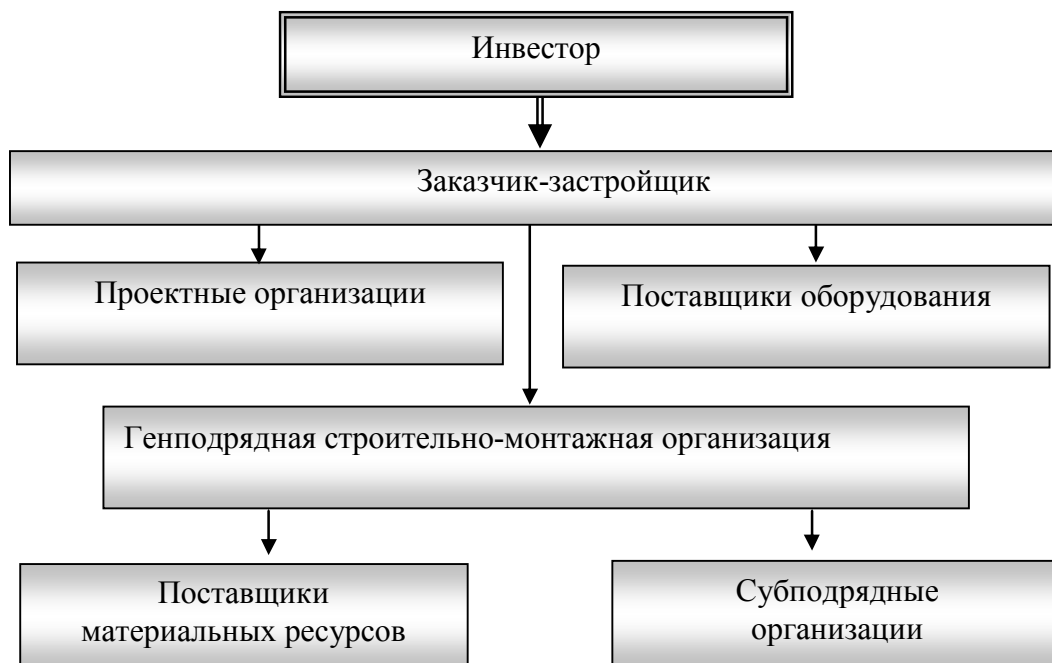 Инвестор
Заказчик-застройщик
Проектные организации
Поставщики оборудования
Генподрядная строительно-монтажная организация
Поставщики
материальных ресурсов
Субподрядные
организации